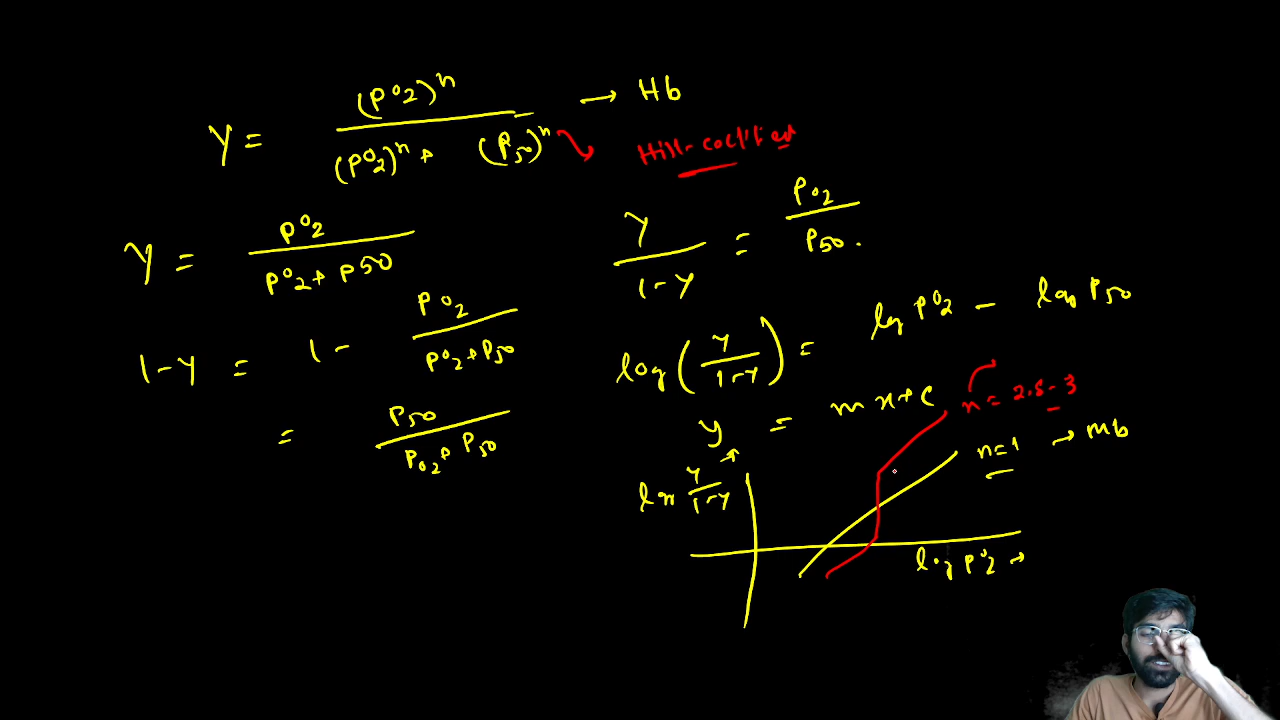 Y = (PO2)^n / (PO2)^n + (P50)^n → Hb
Hill-coefficient
Y = PO2 / PO2 + P50
Y / 1-Y = PO2 / P50.
1-Y = 1 - PO2 / PO2 + P50
= P50 / PO2 + P50
log (Y / 1-Y) = log PO2 - log P50
y = mx + c
n = 2.8-3
n=1 → Mb
ln Y / 1-Y
log PO2 →